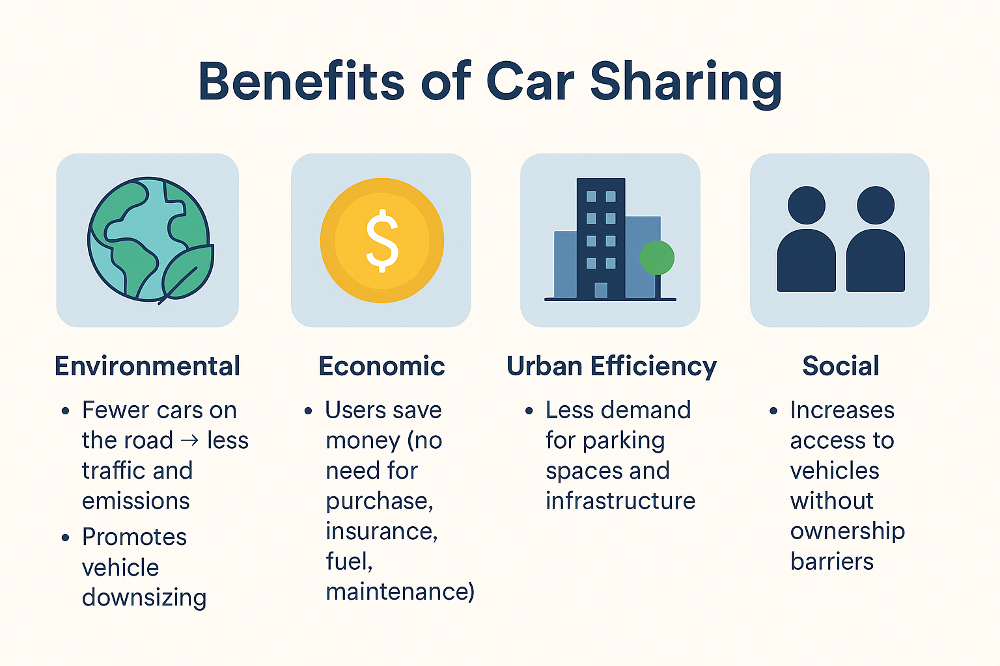 Benefits of Car Sharing
$
Environmental
• Fewer cars on
the road → less
traffic and
emissions
• Promotes
vehicle
downsizing
Economic
• Users save
money (no
need for
purchase,
insurance,
fuel,
maintenance)
Urban Efficiency
• Less demand
for parking
spaces and
infrastructure
Social
• Increases
access to
vehicles
without
ownership
barriers